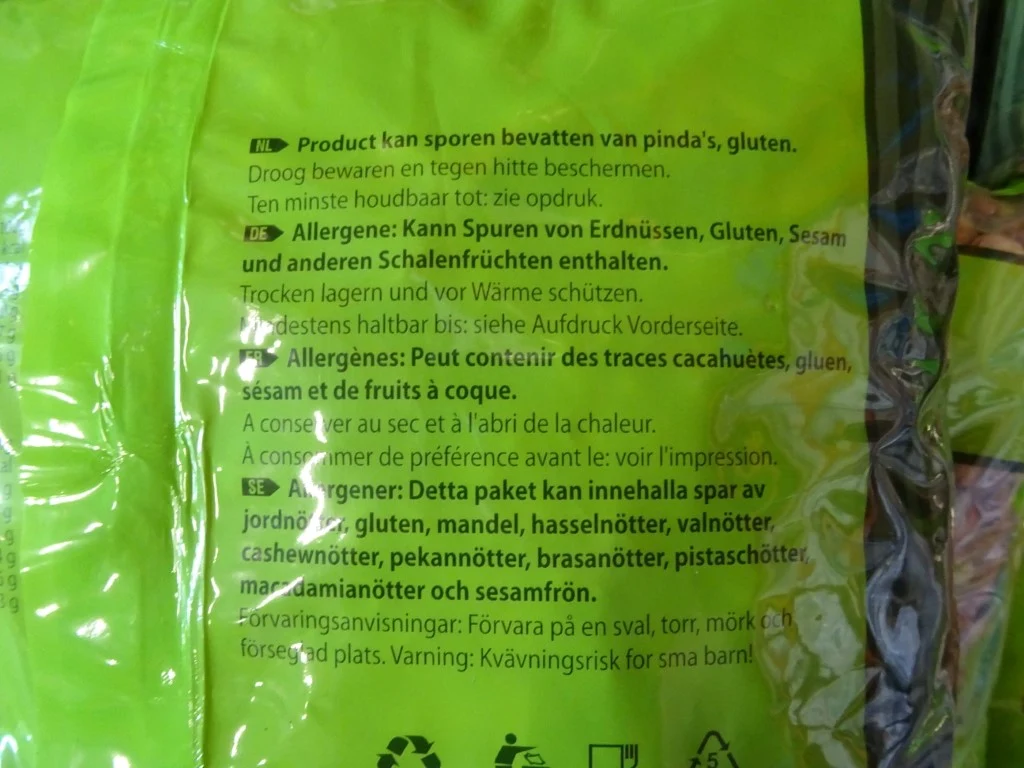 NL Product kan sporen bevatten van pinda's, gluten.
Droog bewaren en tegen hitte beschermen.
Ten minste houdbaar tot: zie opdruk.
DE Allergene: Kann Spuren von Erdnüssen, Gluten, Sesam
und anderen Schalenfrüchten enthalten.
Trocken lagern und vor Wärme schützen.
Mindestens haltbar bis: siehe Aufdruck Vorderseite.
FR Allergènes: Peut contenir des traces cacahuètes, gluen,
sésam et de fruits à coque.
A conserver au sec et à l'abri de la chaleur.
À consommer de préférence avant le: voir l'impression.
SE Allergener: Detta paket kan innehalla spar av
jordnötter, gluten, mandel, hasselnötter, valnötter,
cashewnötter, pekannötter, brasanötter, pistaschötter,
macadamianötter och sesamfrön.
Förvaringsanvisningar: Förvara på en sval, torr, mörk och
förseglad plats. Varning: Kvävningsrisk for sma barn!
5